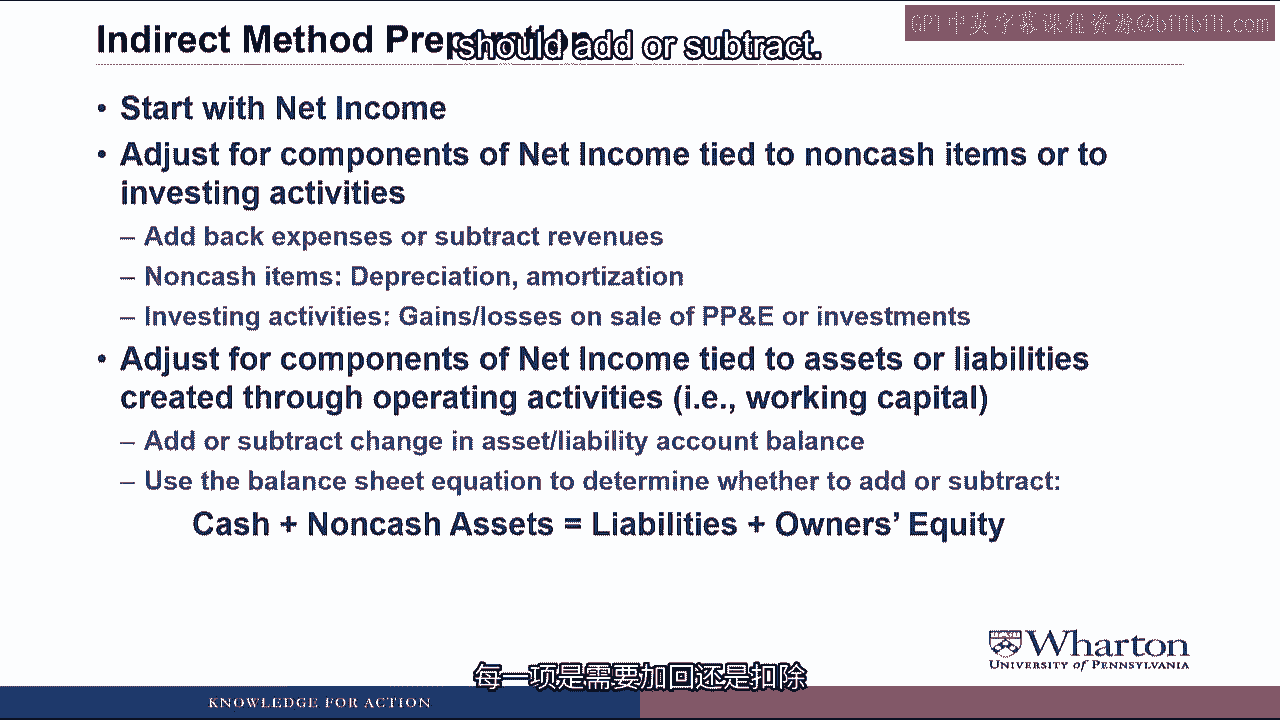 Indirect Method Preparation
should add or subtract.
GPT中英字幕课程资源@bilibili.com
• Start with Net Income
• Adjust for components of Net Income tied to noncash items or to
investing activities
– Add back expenses or subtract revenues
– Noncash items: Depreciation, amortization
– Investing activities: Gains/losses on sale of PP&E or investments
• Adjust for components of Net Income tied to assets or liabilities
created through operating activities (i.e., working capital)
– Add or subtract change in asset/liability account balance
– Use the balance sheet equation to determine whether to add or subtract:
Cash + Noncash Assets = Liabilities + Owners’ Equity
Wharton
UNIVERSITY of PENNSYLVANIA
每一项是需要加回还是扣除
KNOWLEDGE FOR ACTION